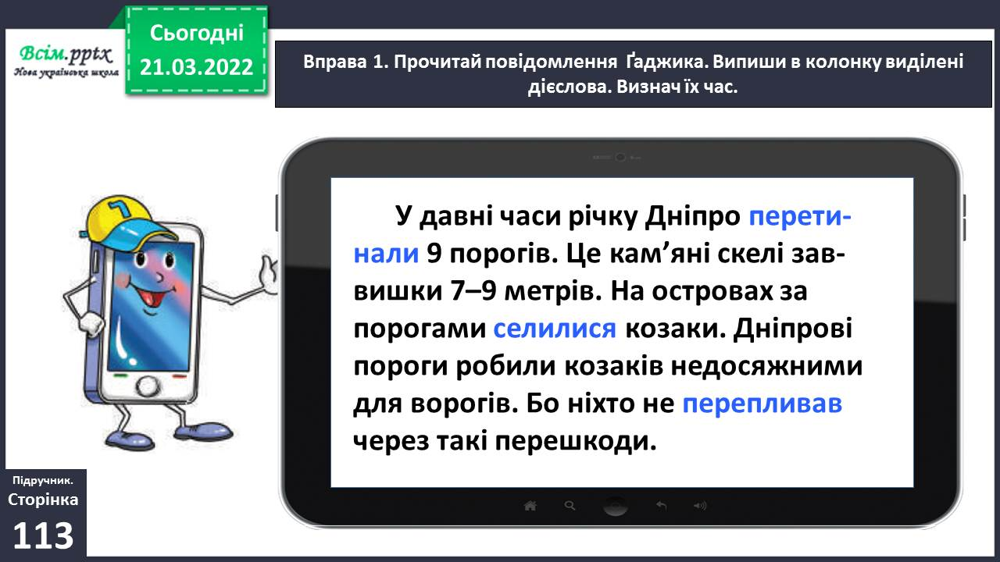 Сьогодні
21.03.2022
Всім.pptx
Нова українська школа
Вправа 1. Прочитай повідомлення Ґаджика. Випиши в колонку виділені
дієслова. Визнач їх час.
У давні часи річку Дніпро перети-
нали 9 порогів. Це кам’яні скелі зав-
вишки 7–9 метрів. На островах за
порогами селилися козаки. Дніпрові
пороги робили козаків недосяжними
для ворогів. Бо ніхто не перепливав
через такі перешкоди.
Підручник.
Сторінка
113